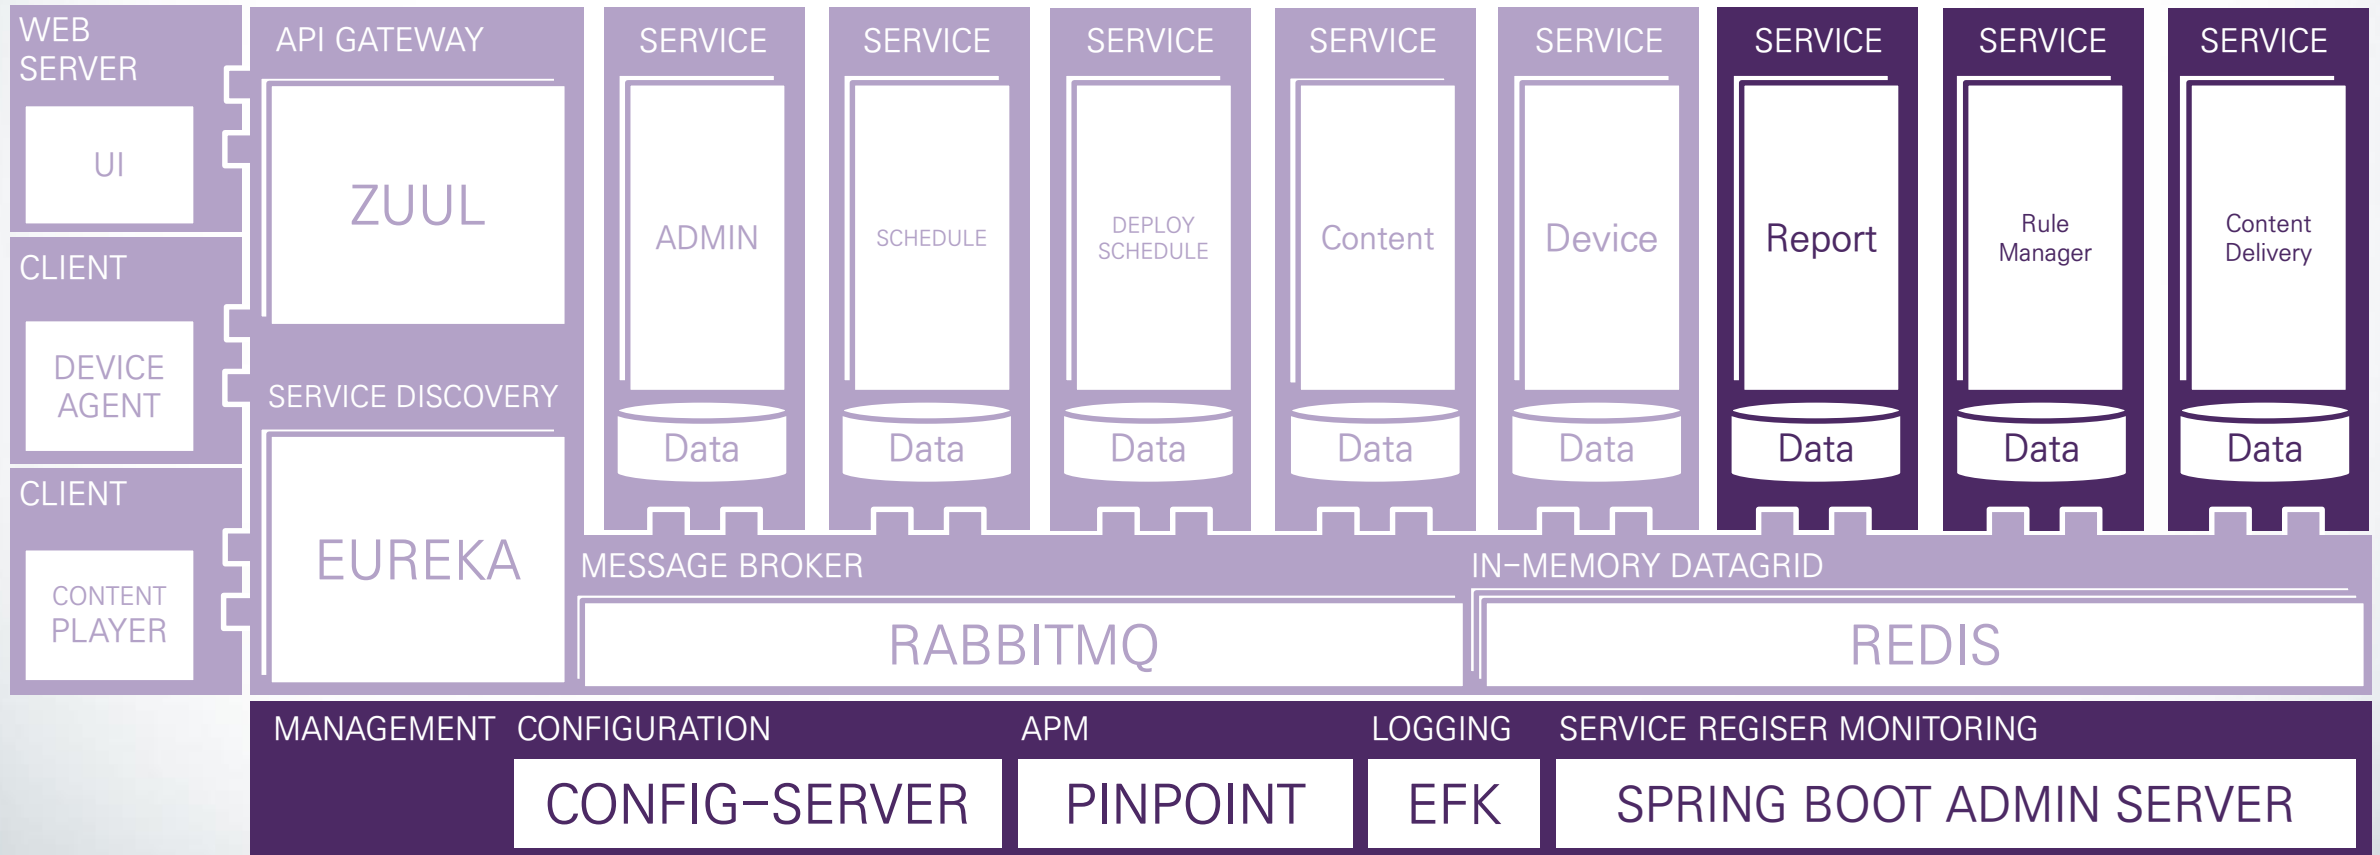 WEB
SERVER
UI
CLIENT
DEVICE
AGENT
CLIENT
CONTENT
PLAYER
API GATEWAY
ZUUL
SERVICE DISCOVERY
EUREKA
SERVICE
ADMIN
Data
SERVICE
SCHEDULE
Data
SERVICE
DEPLOY
SCHEDULE
Data
SERVICE
Content
Data
SERVICE
Device
Data
SERVICE
Report
Data
SERVICE
Rule
Manager
Data
SERVICE
Content
Delivery
Data
MESSAGE BROKER
RABBITMQ
IN-MEMORY DATAGRID
REDIS
MANAGEMENT
CONFIGURATION
CONFIG-SERVER
APM
PINPOINT
LOGGING
EFK
SERVICE REGISER MONITORING
SPRING BOOT ADMIN SERVER